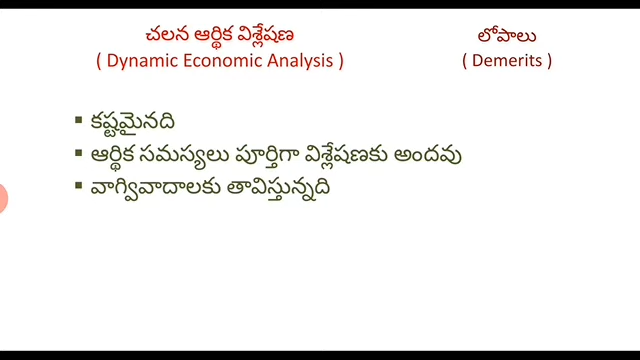 చలన ఆర్థిక విశ్లేషణ
( Dynamic Economic Analysis )
లోపాలు
( Demerits )
▪ కష్టమైనది
▪ ఆర్థిక సమస్యలు పూర్తిగా విశ్లేషణకు అందవు
▪ వాగ్వివాదాలకు తావిస్తున్నది